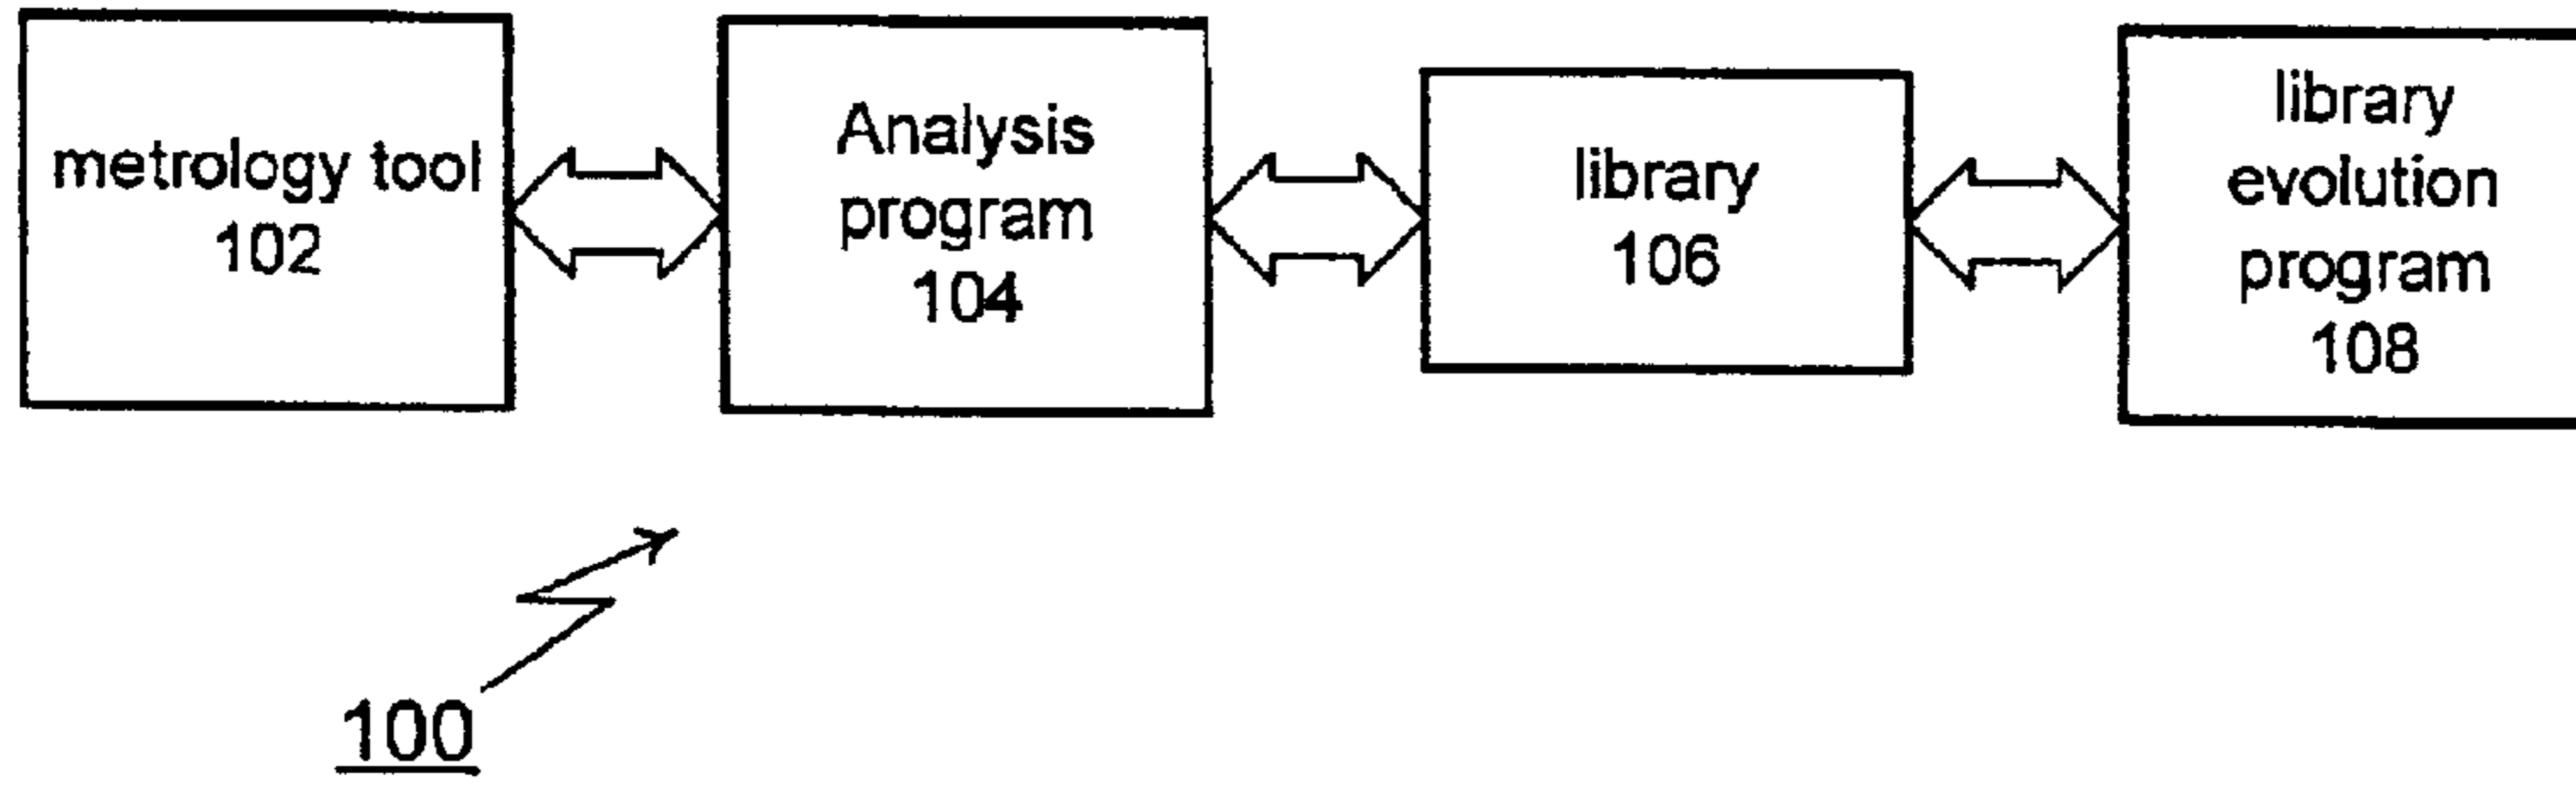 metrology tool
102
Analysis
program
104
library
106
library
evolution
program
108
100